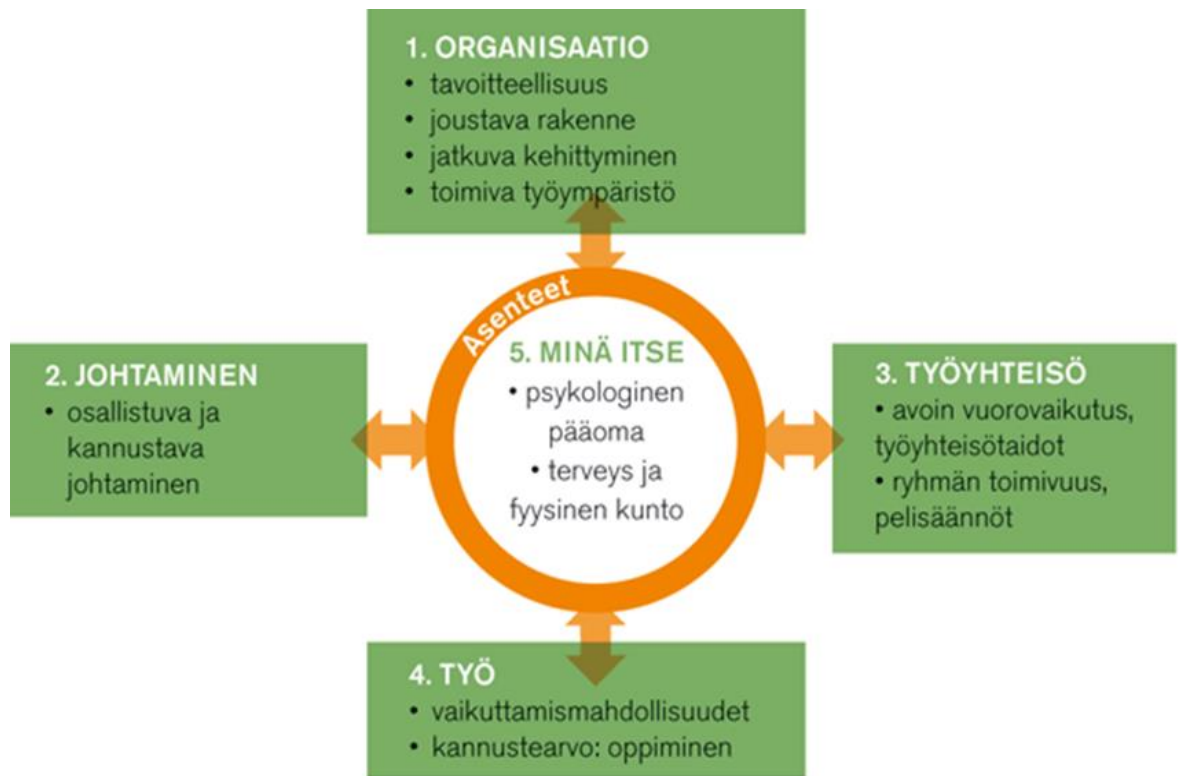 1. ORGANISAATIO
• tavoitteellisuus
• joustava rakenne
• jatkuva kehittyminen
• toimiva työympäristö
Asenteet
5. MINÄ ITSE
• psykologinen
pääoma
• terveys ja
fyysinen kunto
2. JOHTAMINEN
• osallistuva ja
kannustava
johtaminen
3. TYÖYHTEISÖ
• avoin vuorovaikutus,
työyhteisötaidot
• ryhmän toimivuus,
pelisäännöt
4. TYÖ
• vaikuttamismahdollisuudet
• kannustearvo: oppiminen